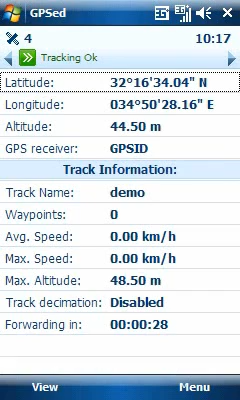 GPSed
4 10:17
Tracking Ok
Latitude: 32°16'34.04" N
Longitude: 034°50'28.16" E
Altitude: 44.50 m
GPS receiver: GPSID
Track Information:
Track Name: demo
Waypoints: 0
Avg. Speed: 0.00 km/h
Max. Speed: 0.00 km/h
Max. Altitude: 48.50 m
Track decimation: Disabled
Forwarding in: 00:00:28
View Menu